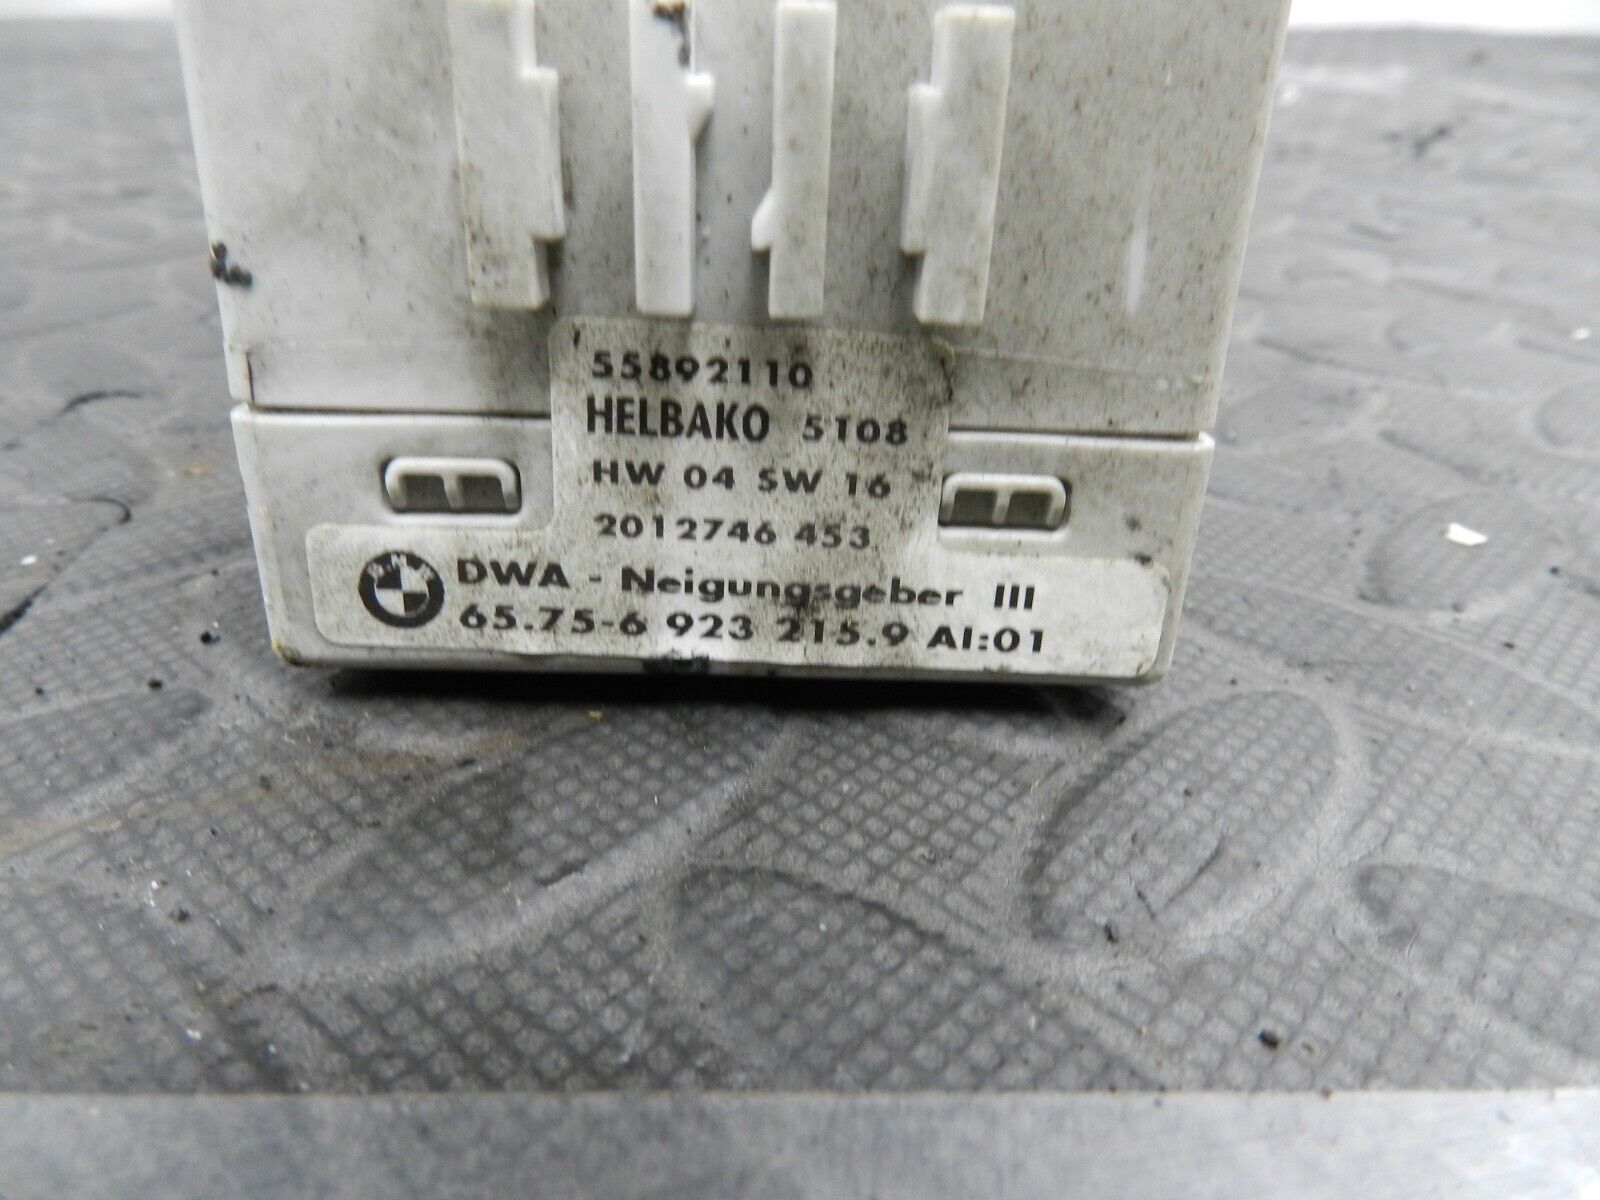 55892110
HELBAKO 5108
HW 04 SW 16
2012746 453
BMW DWA - Neigungsgeber III
65.75-6 923 215.9 AI:01